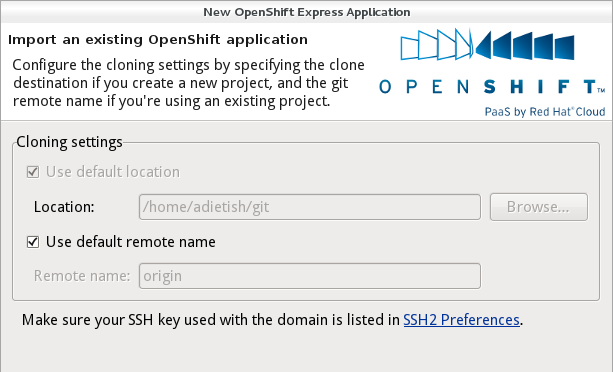 New OpenShift Express Application
Import an existing OpenShift application
Configure the cloning settings by specifying the clone
destination if you create a new project, and the git
remote name if you're using an existing project.
OPENSHIFT™
PaaS by Red Hat® Cloud
Cloning settings
Use default location
Location: /home/adietish/git Browse...
Use default remote name
Remote name: origin
Make sure your SSH key used with the domain is listed in SSH2 Preferences.